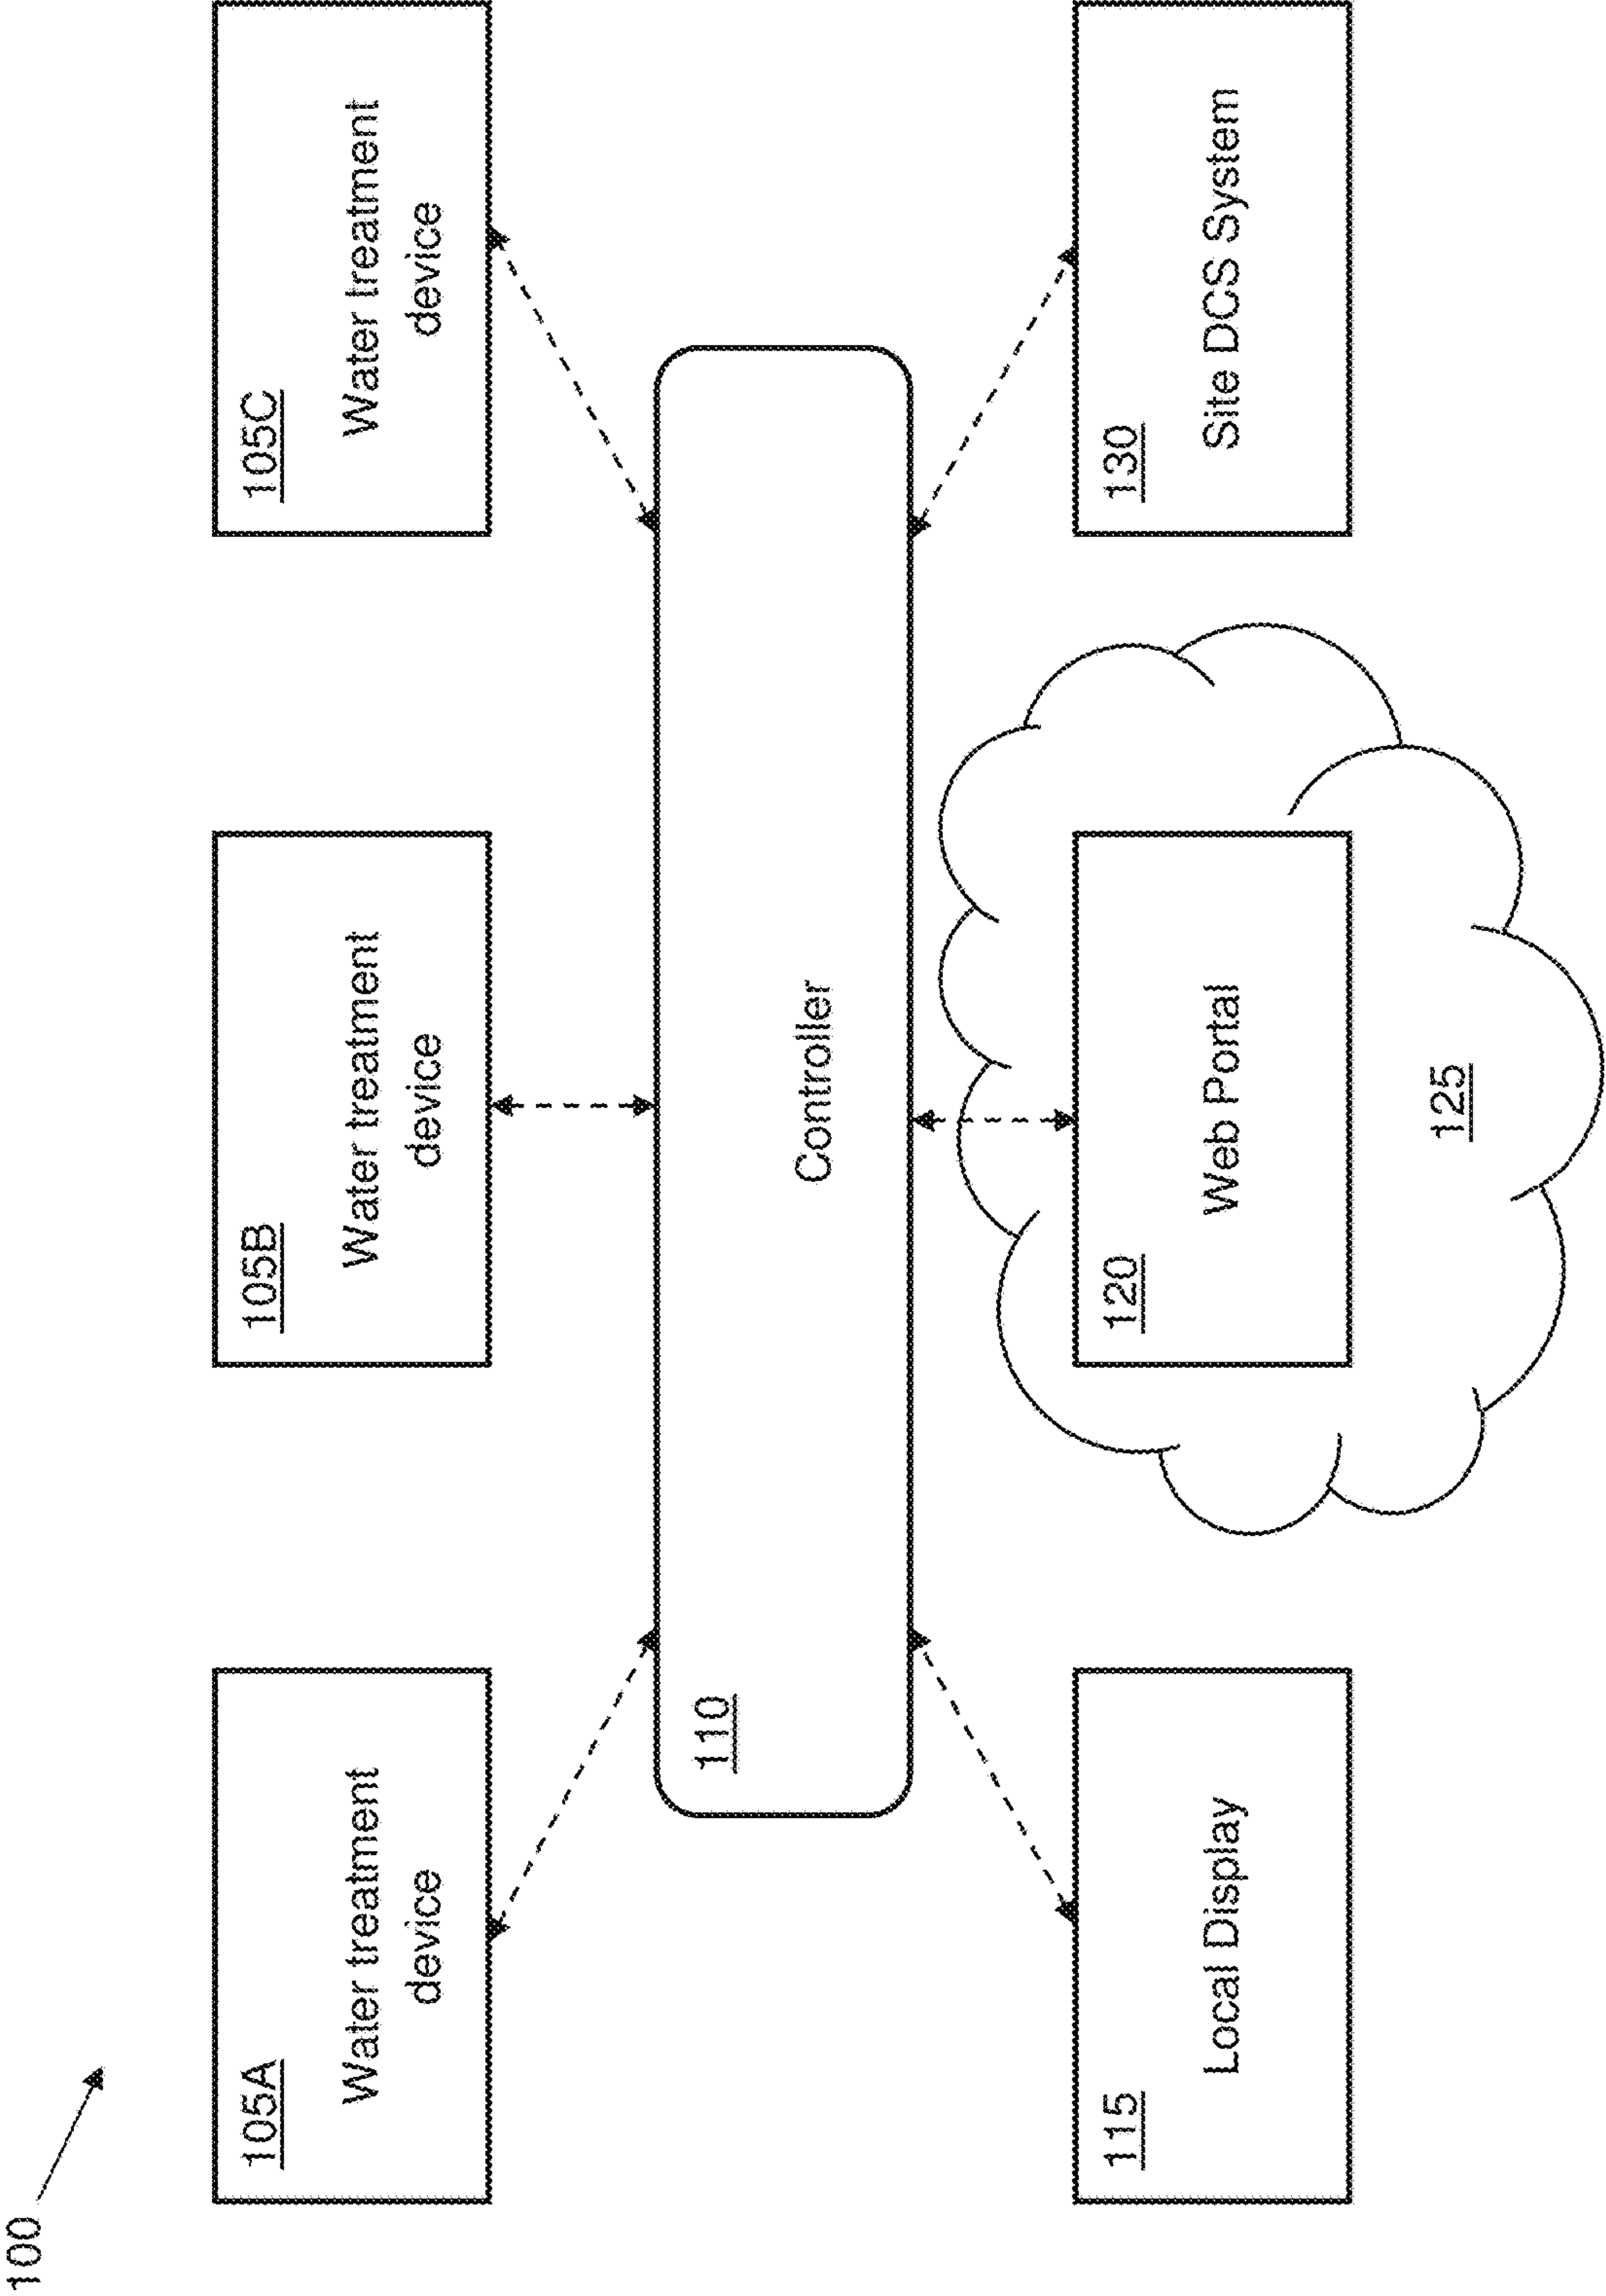 100
105A
Water treatment
device
105B
Water treatment
device
105C
Water treatment
device
110
Controller
115
Local Display
120
Web Portal
125
130
Site DCS System